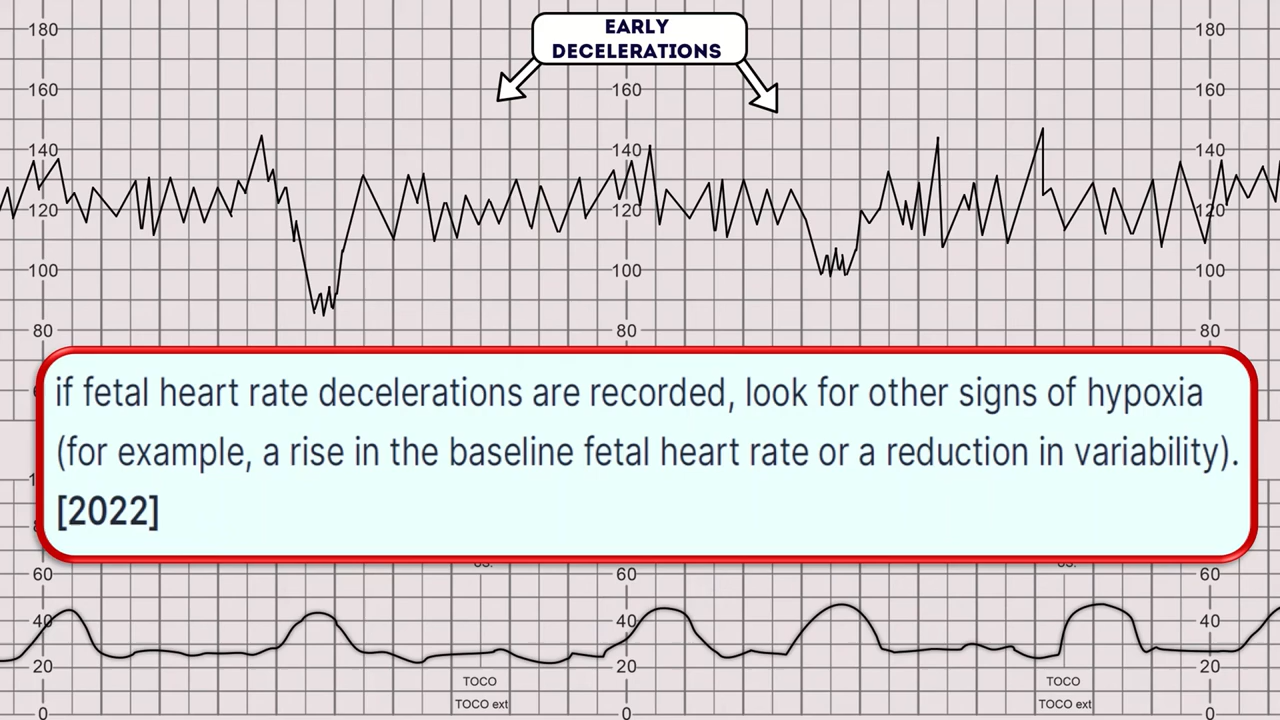 EARLY
DECELERATIONS
180 180
160 160 160
140 140 140
120 120 120
100 100 100
80 80 80
if fetal heart rate decelerations are recorded, look for other signs of hypoxia
(for example, a rise in the baseline fetal heart rate or a reduction in variability).
[2022]
60 60 60
40 40 40
20 20 20
TOCO TOCO
TOCO ext TOCO ext
0 0 0